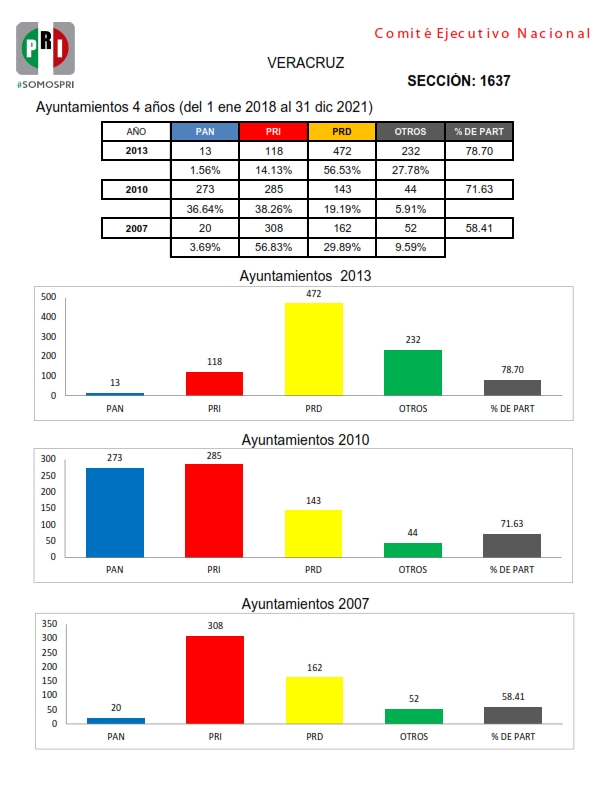 Comité Ejecutivo Nacional
PRI
#SOMOSPRI
VERACRUZ
SECCIÓN: 1637
Ayuntamientos 4 años (del 1 ene 2018 al 31 dic 2021)
AÑO PAN PRI PRD OTROS % DE PART
2013 13 118 472 232 78.70
1.56% 14.13% 56.53% 27.78%
2010 273 285 143 44 71.63
36.64% 38.26% 19.19% 5.91%
2007 20 308 162 52 58.41
3.69% 56.83% 29.89% 9.59%
Ayuntamientos 2013
500
400
300
200
100
0
13 118 472 232 78.70
PAN PRI PRD OTROS % DE PART
Ayuntamientos 2010
300
250
200
150
100
50
0
273 285 143 44 71.63
PAN PRI PRD OTROS % DE PART
Ayuntamientos 2007
350
300
250
200
150
100
50
0
20 308 162 52 58.41
PAN PRI PRD OTROS % DE PART